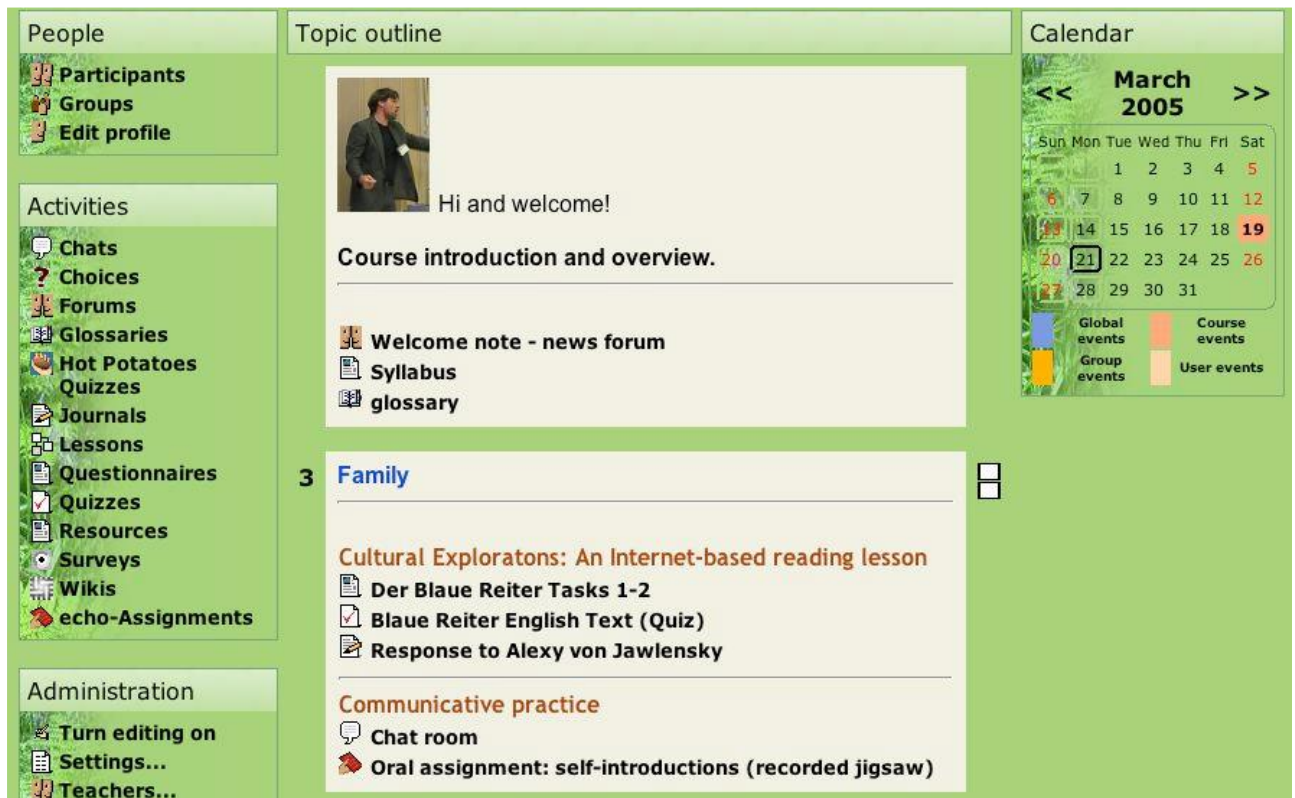 People
Participants
Groups
Edit profile
Activities
Chats
Choices
Forums
Glossaries
Hot Potatoes
Quizzes
Journals
Lessons
Questionnaires
Quizzes
Resources
Surveys
Wikis
echo-Assignments
Administration
Turn editing on
Settings...
Teachers...
Topic outline
Hi and welcome!
Course introduction and overview.
Welcome note - news forum
Syllabus
glossary
3 Family
Cultural Exploratons: An Internet-based reading lesson
Der Blaue Reiter Tasks 1-2
Blaue Reiter English Text (Quiz)
Response to Alexy von Jawlensky
Communicative practice
Chat room
Oral assignment: self-introductions (recorded jigsaw)
Calendar
<< March >>
2005
Sun Mon Tue Wed Thu Fri Sat
1 2 3 4 5
6 7 8 9 10 11 12
13 14 15 16 17 18 19
20 21 22 23 24 25 26
27 28 29 30 31
Global events
Course events
Group events
User events